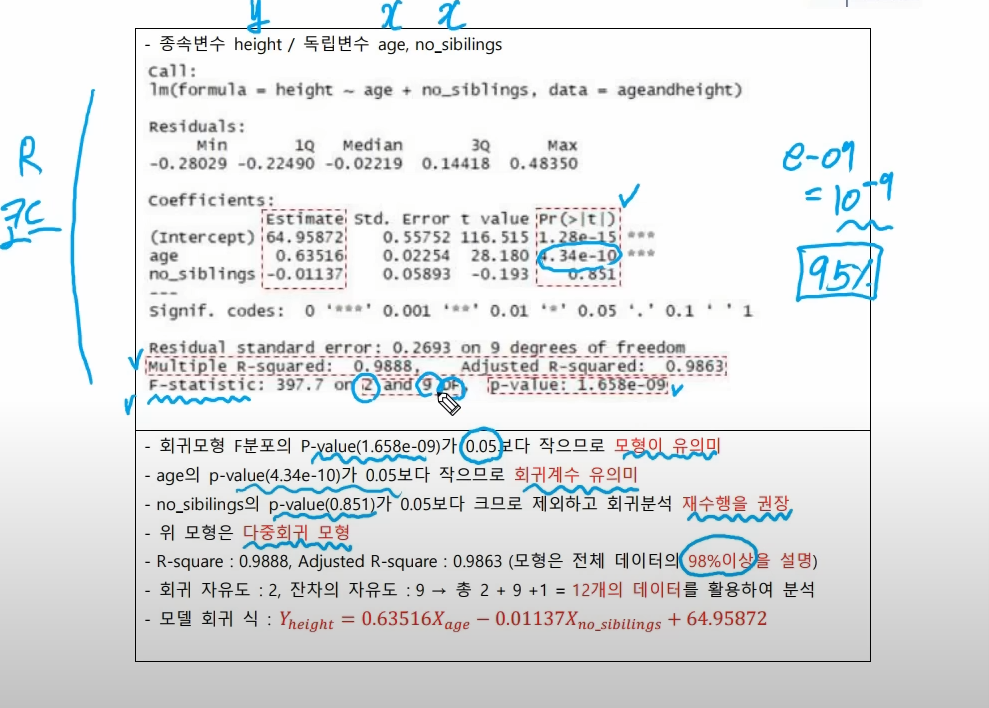 y x x
- 종속변수 height / 독립변수 age, no_sibilings
Call:
lm(formula = height ~ age + no_siblings, data = ageandheight)
Residuals:
Min 1Q Median 3Q Max
-0.28029 -0.22490 -0.02219 0.14418 0.48350
Coefficients:
Estimate Std. Error t value Pr(>|t|)
(Intercept) 64.95872 0.55752 116.515 1.28e-15 ***
age 0.63516 0.02254 28.180 4.34e-10 ***
no_siblings -0.01137 0.05893 -0.193 0.851
---
Signif. codes: 0 ‘***’ 0.001 ‘**’ 0.01 ‘*’ 0.05 ‘.’ 0.1 ‘ ’ 1
Residual standard error: 0.2693 on 9 degrees of freedom
Multiple R-squared: 0.9888, Adjusted R-squared: 0.9863
F-statistic: 397.7 on 2 and 9 DF, p-value: 1.658e-09
R
e-09
= 10⁻⁹
95%
- 회귀모형 F분포의 P-value(1.658e-09)가 0.05보다 작으므로 모형이 유의미
- age의 p-value(4.34e-10)가 0.05보다 작으므로 회귀계수 유의미
- no_sibilings의 p-value(0.851)가 0.05보다 크므로 제외하고 회귀분석 재수행을 권장
- 위 모형은 다중회귀 모형
- R-square : 0.9888, Adjusted R-square : 0.9863 (모형은 전체 데이터의 98%이상을 설명)
- 회귀 자유도 : 2, 잔차의 자유도 : 9 → 총 2 + 9 +1 = 12개의 데이터를 활용하여 분석
- 모델 회귀 식 : Y_height = 0.63516X_age − 0.01137X_no_sibilings + 64.95872